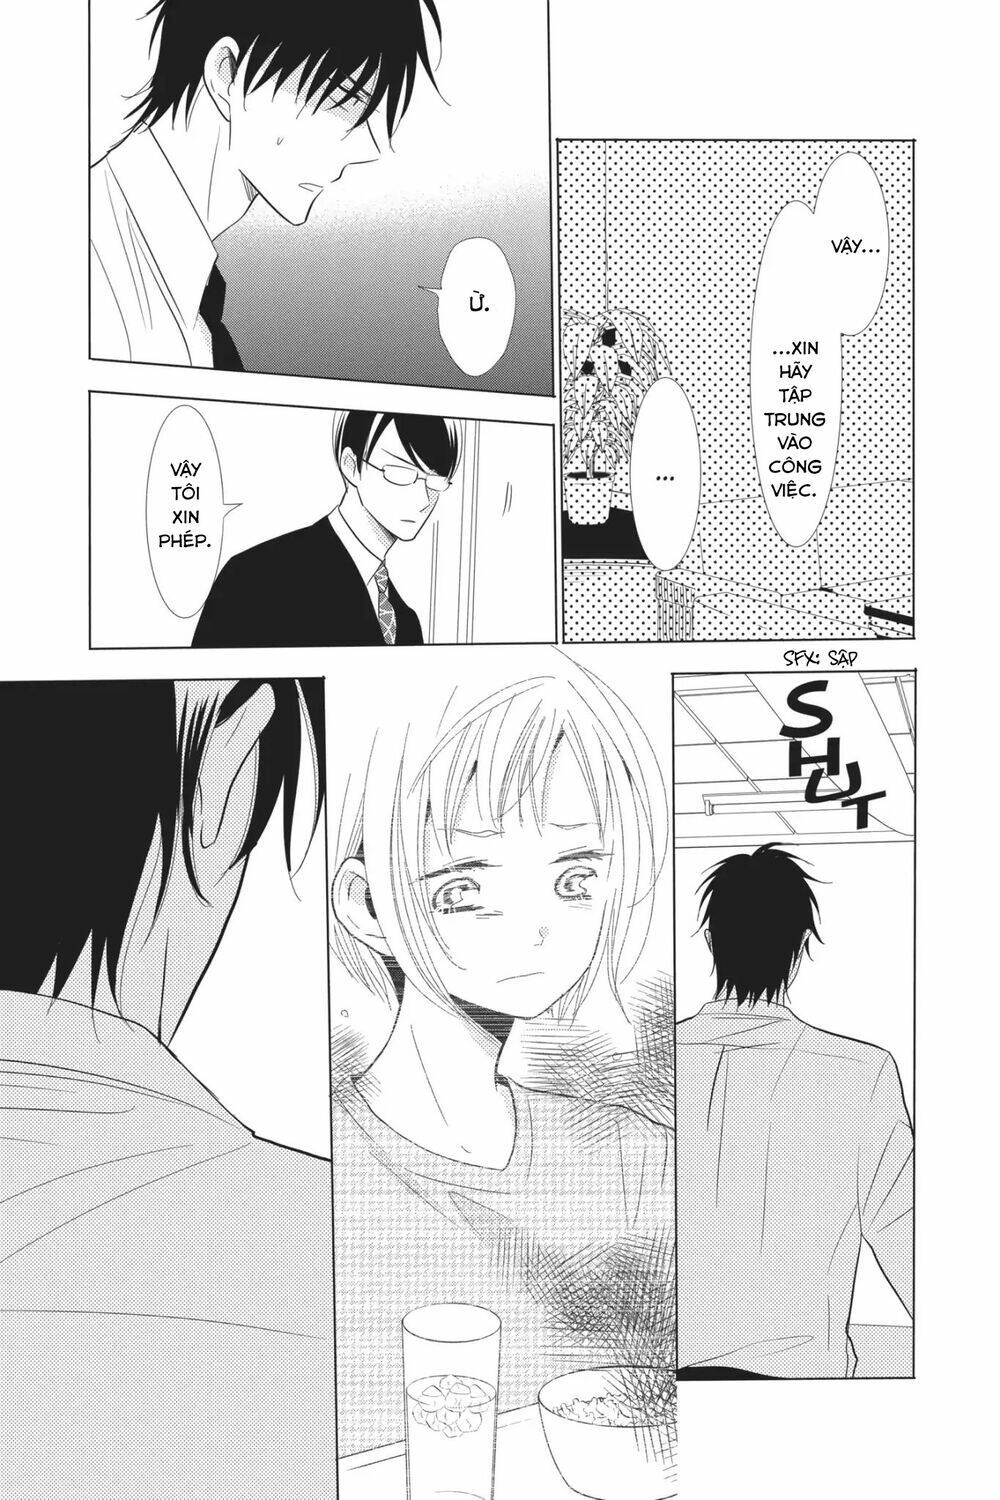 VẬY...
...XIN
HÃY
TẬP
TRUNG
VÀO
CÔNG
VIỆC.
...
Ừ.
VẬY
TÔI
XIN
PHÉP.
SFX: SẬP
SHUT